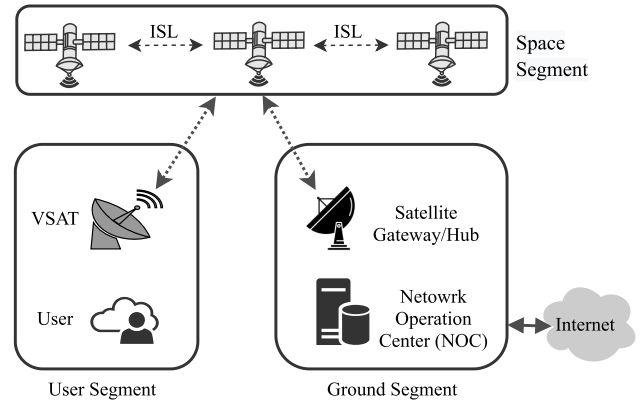 ISL
ISL
Space
Segment
VSAT
User
User Segment
Satellite
Gateway/Hub
Netowrk
Operation
Center (NOC)
Ground Segment
Internet